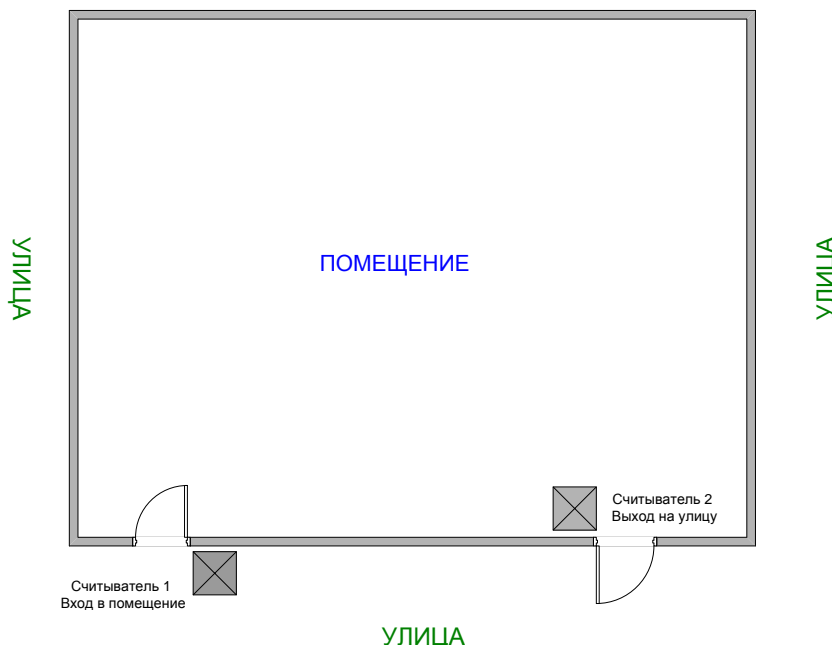 ПОМЕЩЕНИЕ
УЛИЦА
УЛИЦА
Считыватель 2
Выход на улицу
Считыватель 1
Вход в помещение
УЛИЦА